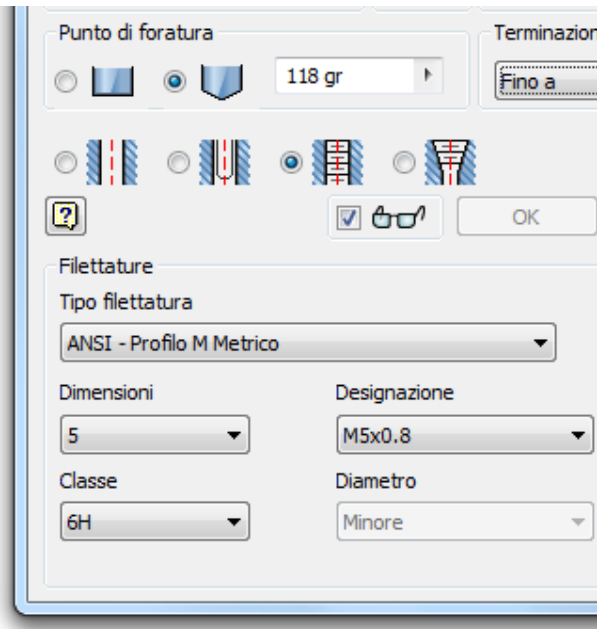 Punto di foratura
Terminazion
118 gr
Fino a
?
OK
Filettature
Tipo filettatura
ANSI - Profilo M Metrico
Dimensioni
Designazione
5
M5x0.8
Classe
Diametro
6H
Minore